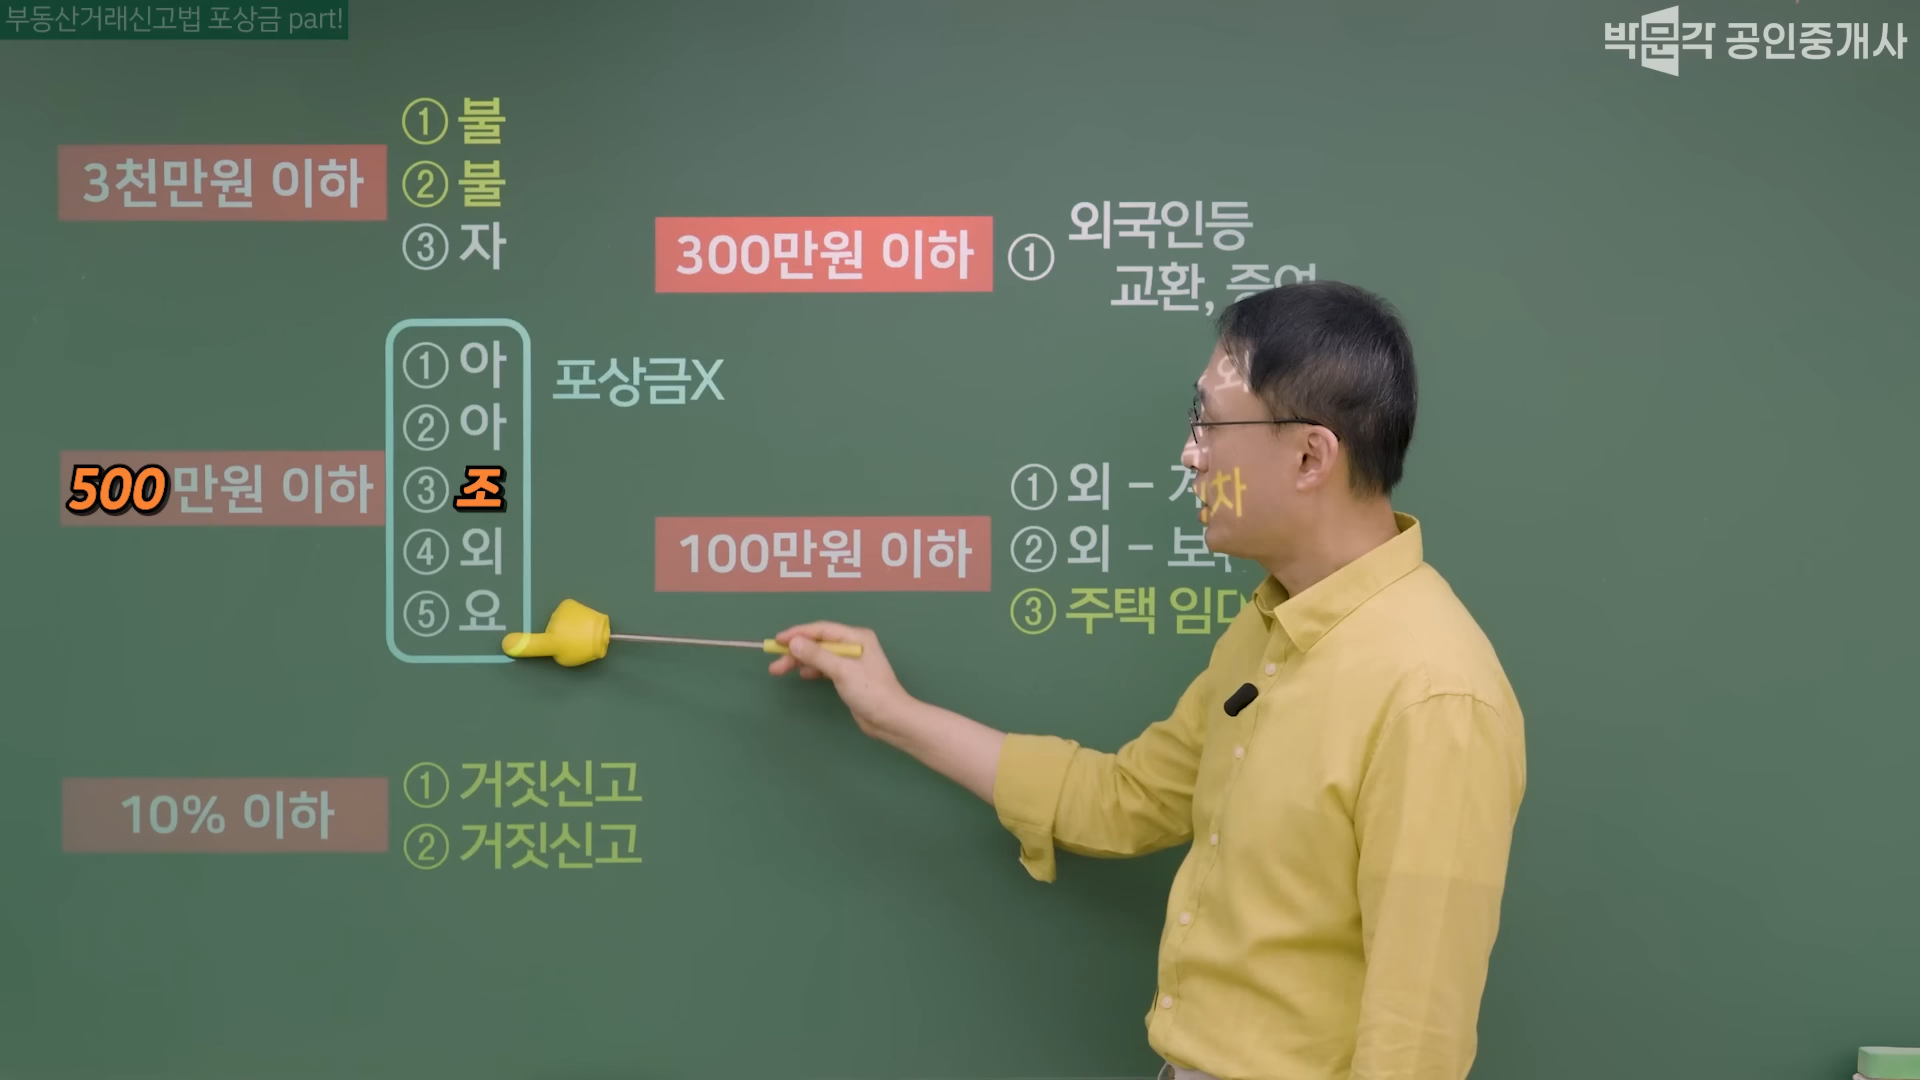 부동산거래신고법 포상금 part!
박문각 공인중개사
3천만원 이하
① 불
② 불
③ 자
500만원 이하
① 아
② 아
③ 조
④ 외
⑤ 요
포상금X
10% 이하
① 거짓신고
② 거짓신고
300만원 이하
① 외국인등
교환,
100만원 이하
① 외 -
② 외 -
③ 주택